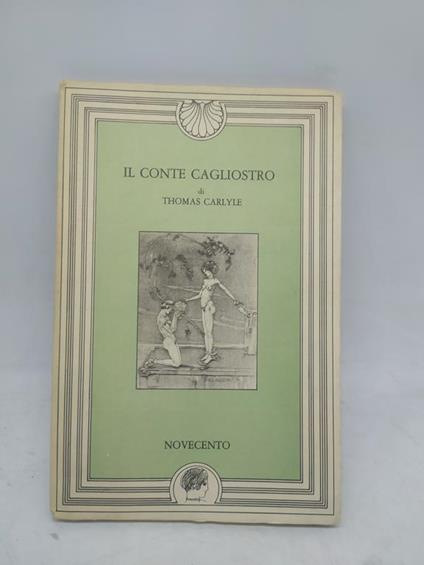 IL CONTE CAGLIOSTRO
di
THOMAS CARLYLE
NOVECENTO